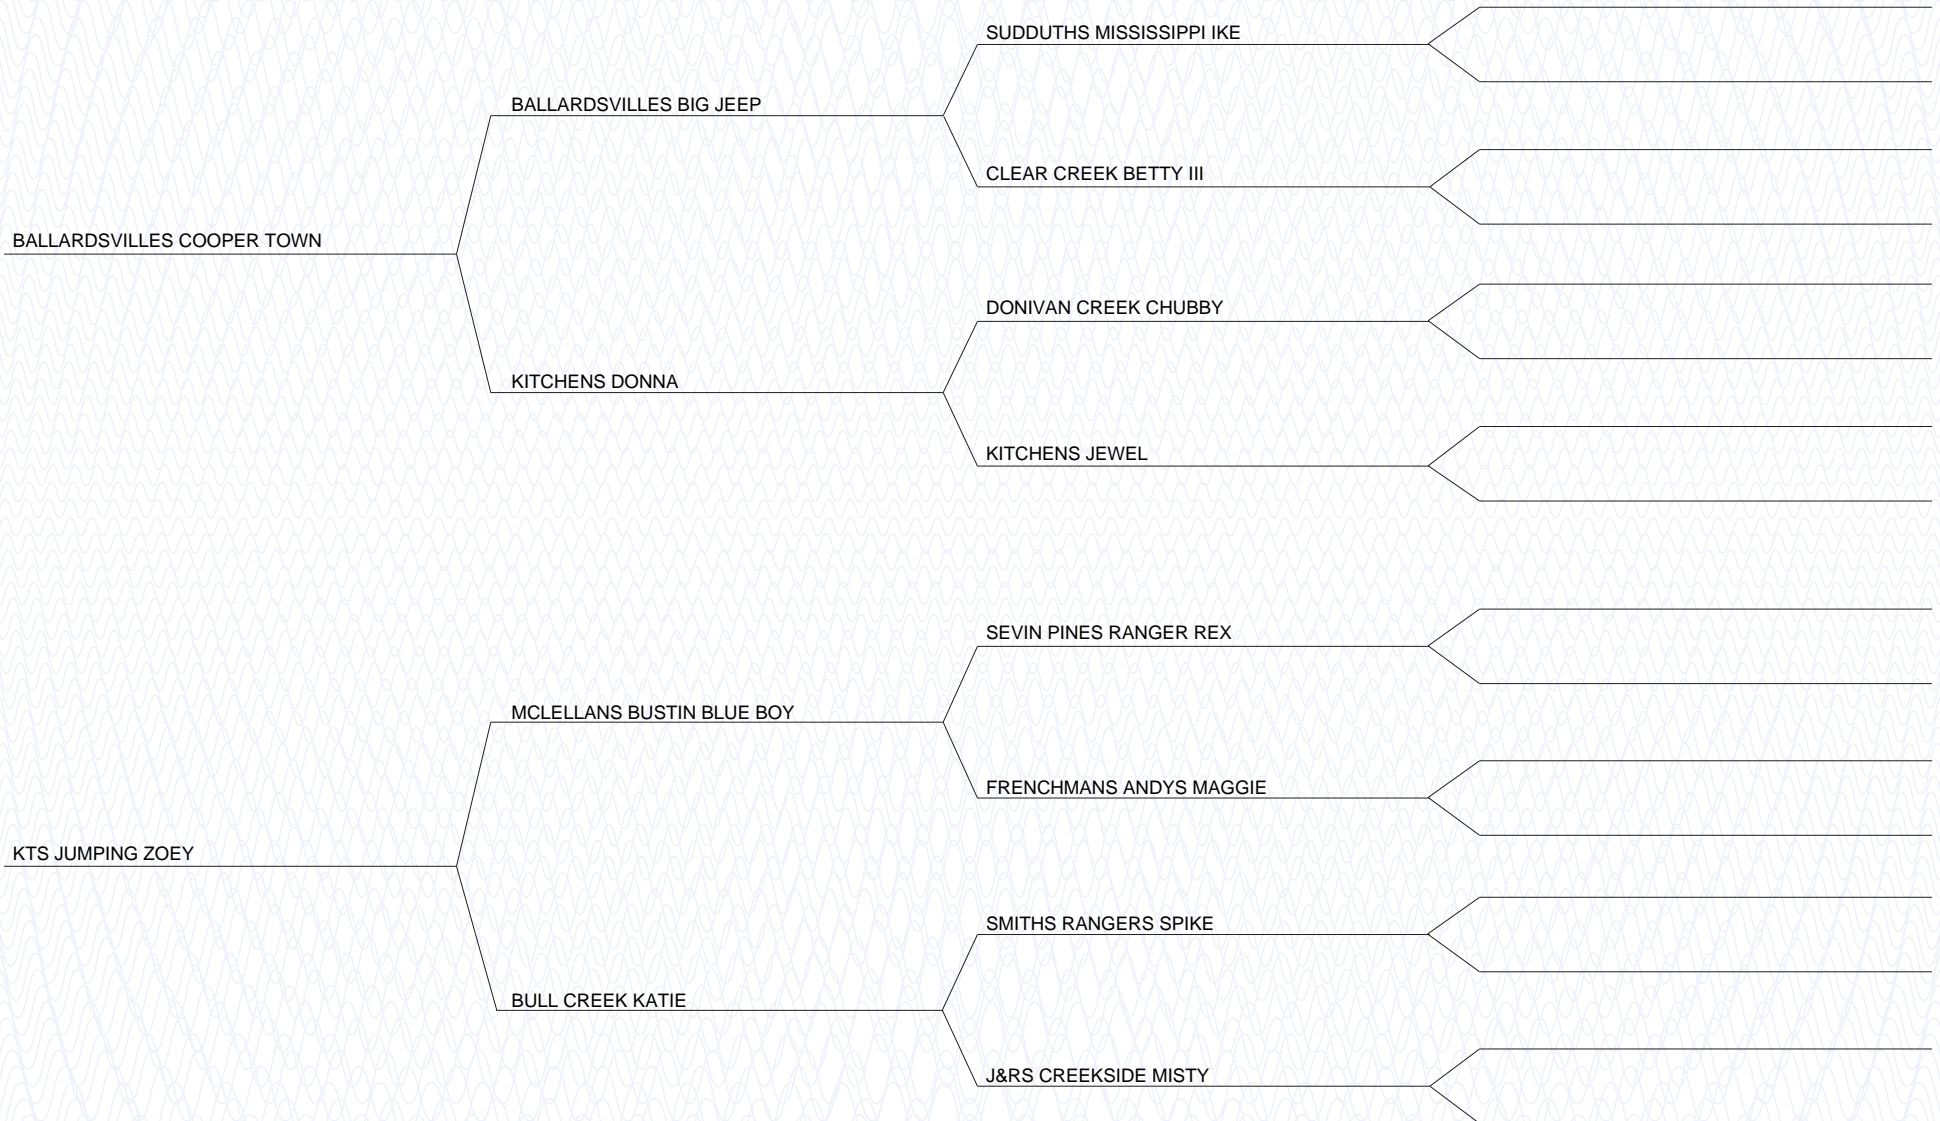 SUDDUTHS MISSISSIPPI IKE
BALLARDSVILLES BIG JEEP
CLEAR CREEK BETTY III
BALLARDSVILLES COOPER TOWN
DONIVAN CREEK CHUBBY
KITCHENS DONNA
KITCHENS JEWEL
SEVIN PINES RANGER REX
MCLELLANS BUSTIN BLUE BOY
FRENCHMANS ANDYS MAGGIE
KTS JUMPING ZOEY
SMITHS RANGERS SPIKE
BULL CREEK KATIE
J&RS CREEKSIDE MISTY